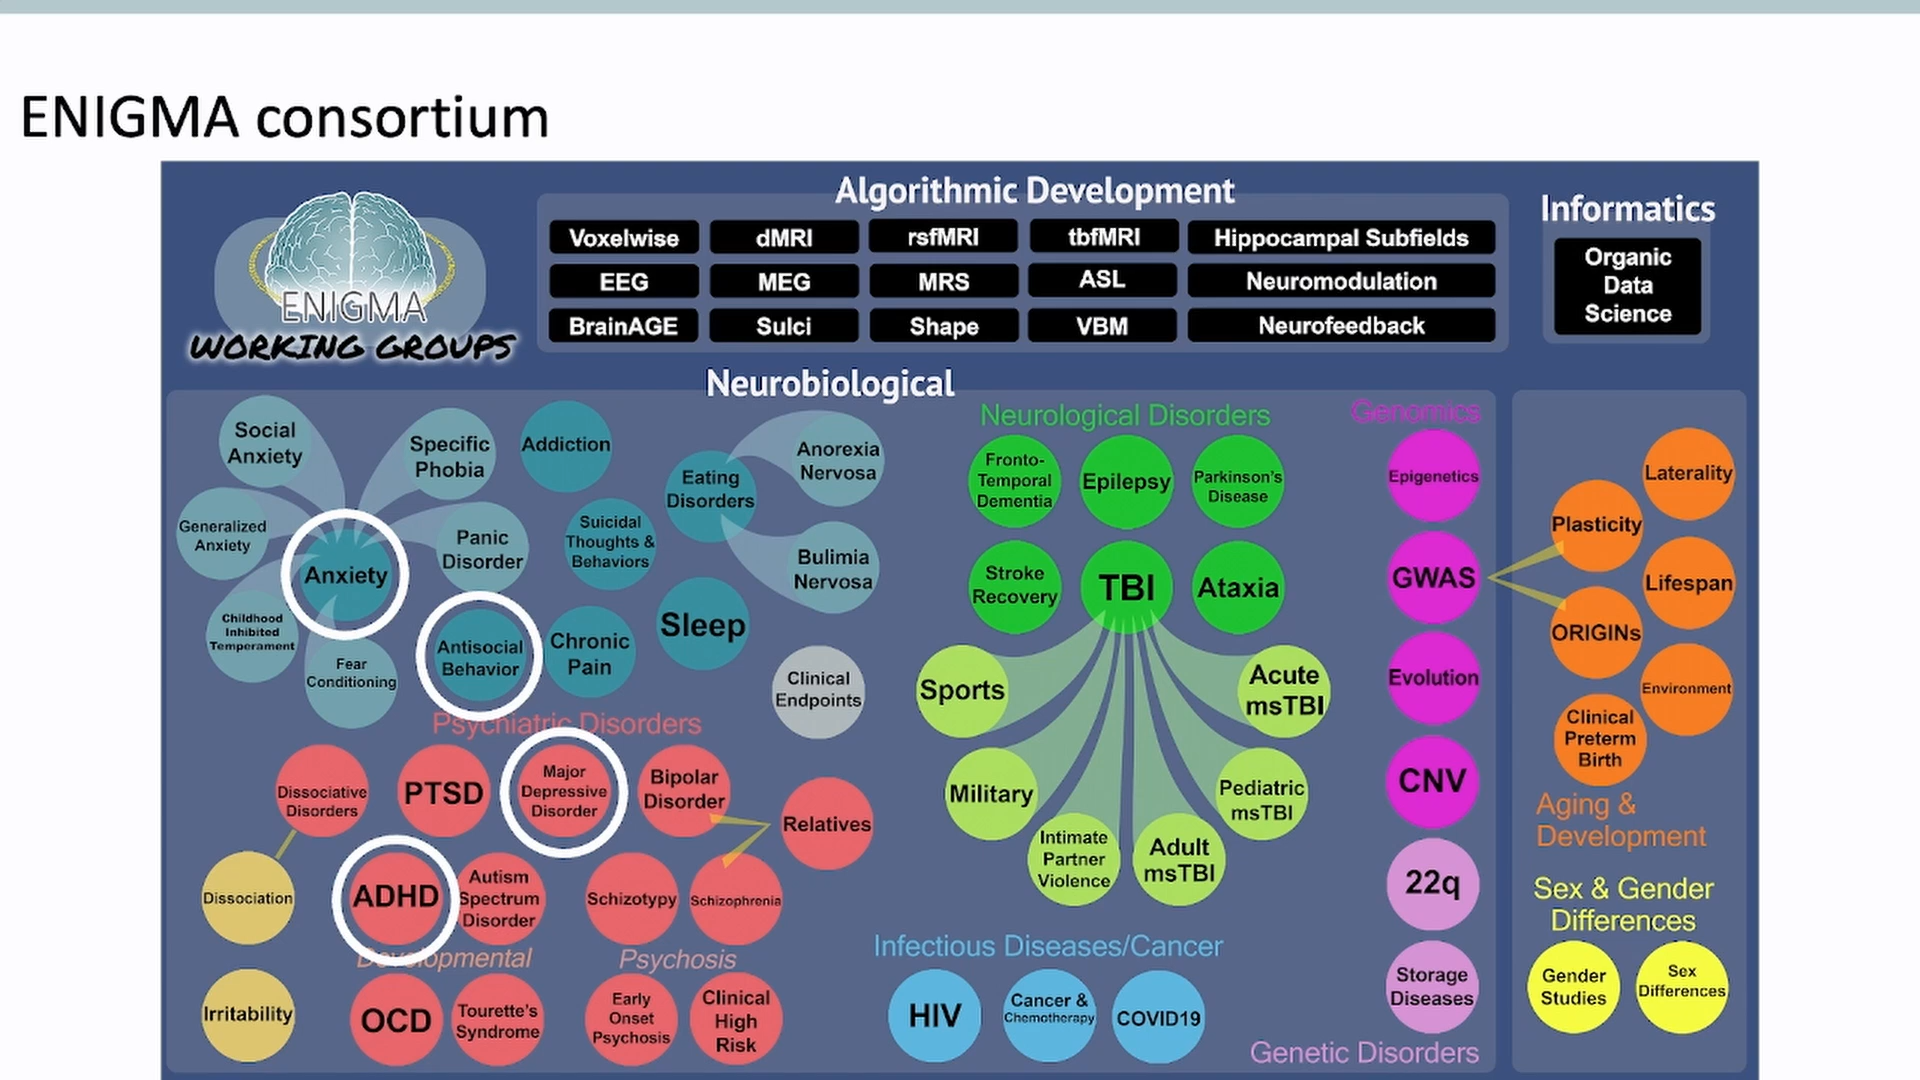 ENIGMA consortium
Algorithmic Development
Informatics
Voxelwise
dMRI
rsfMRI
tbfMRI
Hippocampal Subfields
EEG
MEG
MRS
ASL
Neuromodulation
BrainAGE
Sulci
Shape
VBM
Neurofeedback
Organic
Data
Science
ENIGMA
WORKING GROUPS
Neurobiological
Social
Anxiety
Specific
Phobia
Addiction
Eating
Disorders
Anorexia
Nervosa
Generalized
Anxiety
Anxiety
Panic
Disorder
Suicidal
Thoughts &
Behaviors
Bulimia
Nervosa
Childhood
Inhibited
Temperament
Fear
Conditioning
Antisocial
Behavior
Chronic
Pain
Sleep
Clinical
Endpoints
Psychiatric Disorders
Dissociative
Disorders
PTSD
Major
Depressive
Disorder
Bipolar
Disorder
Relatives
Dissociation
ADHD
Autism
Spectrum
Disorder
Schizotypy
Schizophrenia
Developmental
Psychosis
Irritability
OCD
Tourette's
Syndrome
Early
Onset
Psychosis
Clinical
High
Risk
Neurological Disorders
Fronto-
Temporal
Dementia
Epilepsy
Parkinson's
Disease
Stroke
Recovery
TBI
Ataxia
Sports
Acute
msTBI
Military
Pediatric
msTBI
Intimate
Partner
Violence
Adult
msTBI
Infectious Diseases/Cancer
HIV
Cancer &
Chemotherapy
COVID19
Genomics
Epigenetics
GWAS
Evolution
CNV
22q
Storage
Diseases
Genetic Disorders
Laterality
Plasticity
Lifespan
ORIGINs
Environment
Clinical
Preterm
Birth
Aging &
Development
Sex & Gender
Differences
Gender
Studies
Sex
Differences